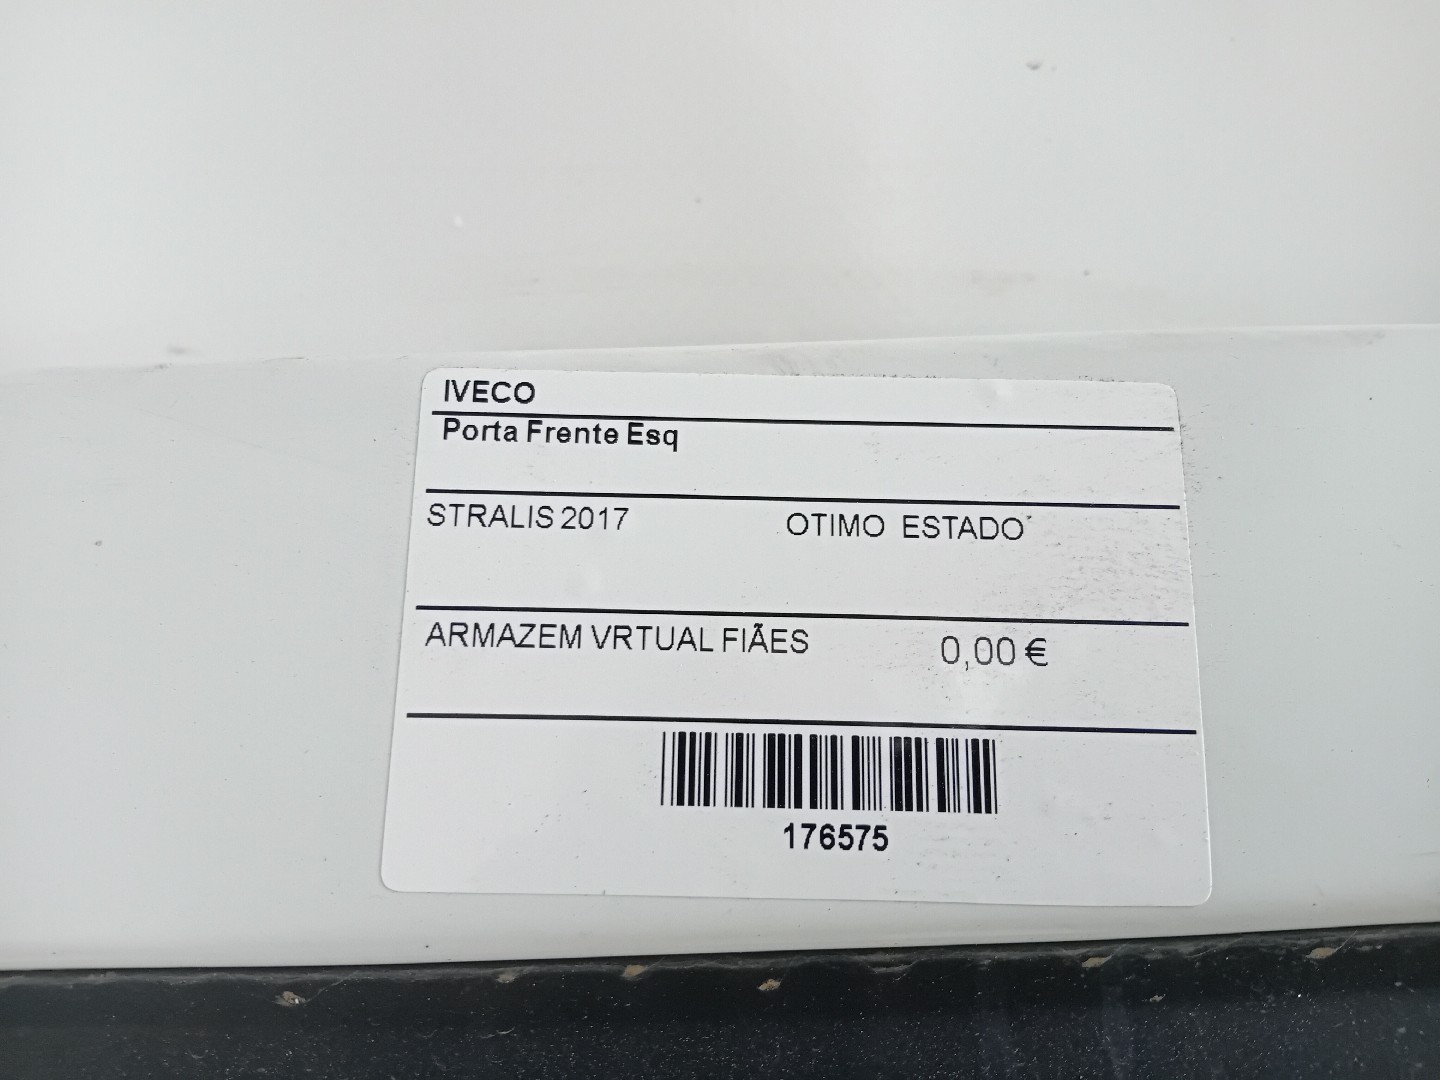 IVECO
Porta Frente Esq
STRALIS 2017 OTIMO ESTADO
ARMAZEM VRTUAL FIÃES 0,00 €
176575